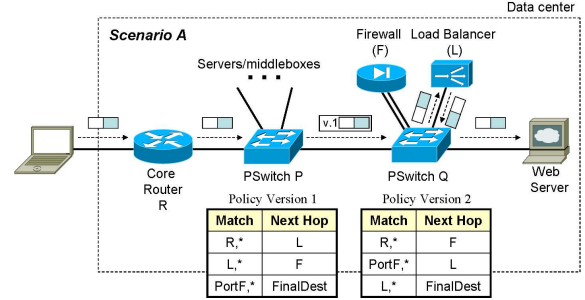 Data center
Scenario A
Firewall
(F)
Load Balancer
(L)
Servers/middleboxes
v.1
Core
Router
R
PSwitch P
PSwitch Q
Web
Server
Policy Version 1
Match Next Hop
R,* L
L,* F
PortF,* FinalDest
Policy Version 2
Match Next Hop
R,* F
PortF,* L
L,* FinalDest